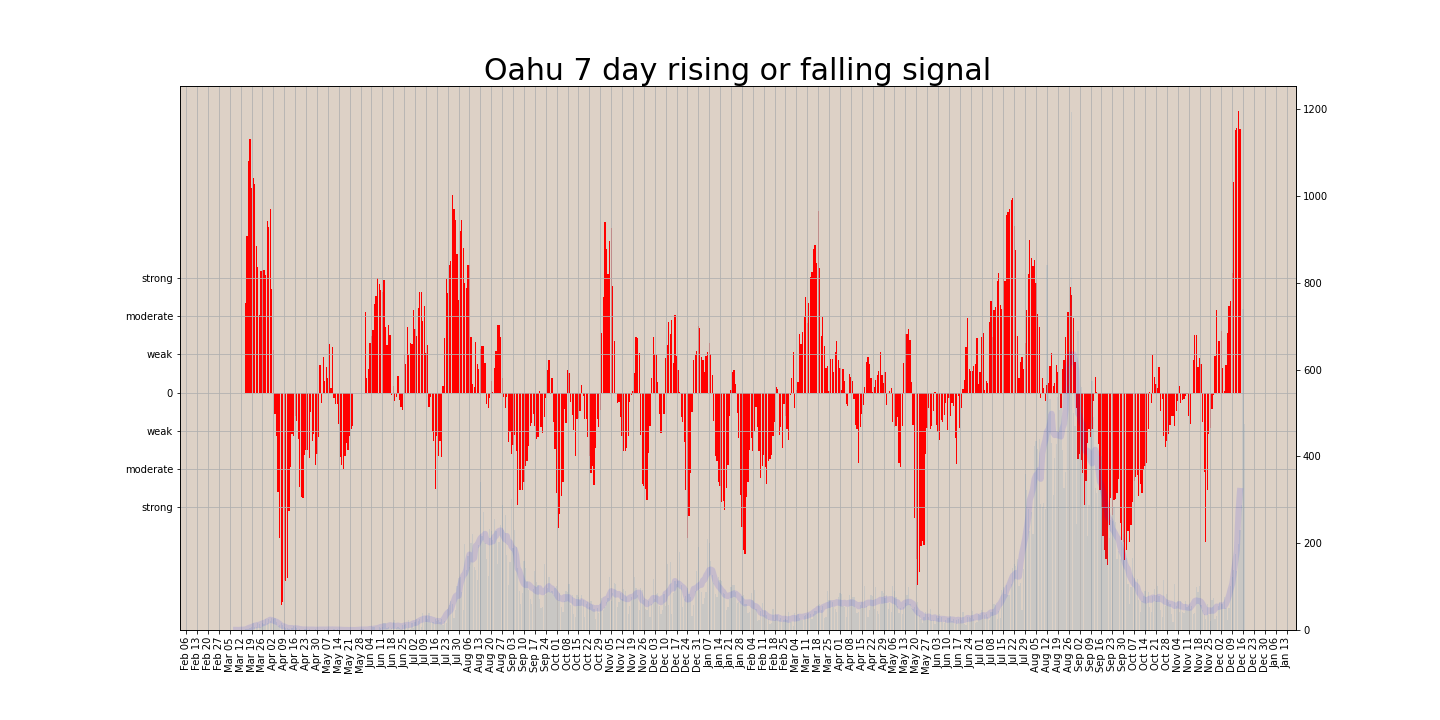 Oahu 7 day rising or falling signal
strong
moderate
weak
0
weak
moderate
strong
1200
1000
800
600
400
200
0
Feb 06
Feb 13
Feb 20
Feb 27
Mar 05
Mar 12
Mar 19
Mar 26
Apr 02
Apr 09
Apr 16
Apr 23
Apr 30
May 07
May 14
May 21
May 28
Jun 04
Jun 11
Jun 18
Jun 25
Jul 02
Jul 09
Jul 16
Jul 23
Jul 30
Aug 06
Aug 13
Aug 20
Aug 27
Sep 03
Sep 10
Sep 17
Sep 24
Oct 01
Oct 08
Oct 15
Oct 22
Oct 29
Nov 05
Nov 12
Nov 19
Nov 26
Dec 03
Dec 10
Dec 17
Dec 24
Dec 31
Jan 07
Jan 14
Jan 21
Jan 28
Feb 04
Feb 11
Feb 18
Feb 25
Mar 04
Mar 11
Mar 18
Mar 25
Apr 01
Apr 08
Apr 15
Apr 22
Apr 29
May 06
May 13
May 20
May 27
Jun 03
Jun 10
Jun 17
Jun 24
Jul 01
Jul 08
Jul 15
Jul 22
Jul 29
Aug 05
Aug 12
Aug 19
Aug 26
Sep 02
Sep 09
Sep 16
Sep 23
Sep 30
Oct 07
Oct 14
Oct 21
Oct 28
Nov 04
Nov 11
Nov 18
Nov 25
Dec 02
Dec 09
Dec 16
Dec 23
Dec 30
Jan 06
Jan 13